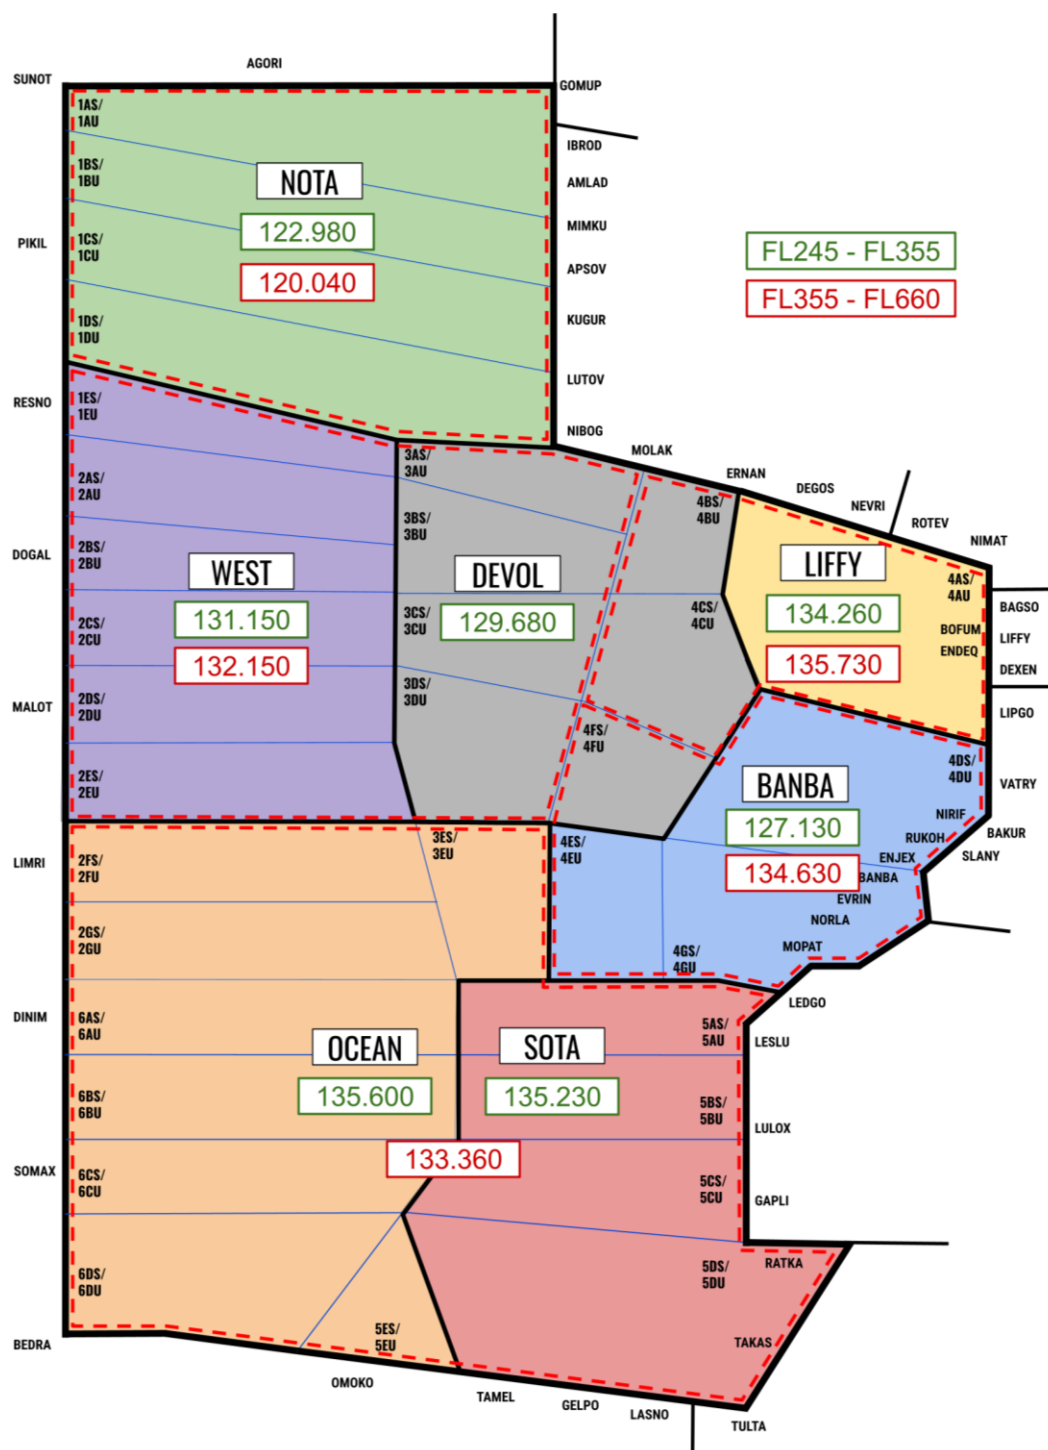 AGORI
SUNOT
GOMUP
1AS/
1AU
IBROD
1BS/
1BU
NOTA
AMLAD
122.980
MIMKU
PIKIL
1CS/
1CU
120.040
APSOV
FL245 - FL355
FL355 - FL660
1DS/
1DU
KUGUR
LUTOV
RESNO
1ES/
1EU
NIBOG
MOLAK
3AS/
3AU
ERNAN
DEGOS
NEVRI
ROTEV
NIMAT
2AS/
2AU
4BS/
4BU
3BS/
3BU
DOGAL
2BS/
2BU
WEST
131.150
132.150
DEVOL
129.680
LIFFY
134.260
135.730
4AS/
4AU
BAGSO
BOFUM
LIFFY
ENDEQ
DEXEN
2CS/
2CU
3CS/
3CU
4CS/
4CU
MALOT
2DS/
2DU
3DS/
3DU
LIPGO
4FS/
4FU
2ES/
2EU
BANBA
127.130
134.630
4DS/
4DU
VATRY
NIRIF
BAKUR
RUKOH
SLANY
ENJEX
BANBA
EVRIN
NORLA
MOPAT
LIMRI
2FS/
2FU
3ES/
3EU
4ES/
4EU
2GS/
2GU
4GS/
4GU
LEDGO
DINIM
6AS/
6AU
OCEAN
135.600
SOTA
135.230
5AS/
5AU
LESLU
6BS/
6BU
5BS/
5BU
LULOX
133.360
SOMAX
6CS/
6CU
5CS/
5CU
GAPLI
6DS/
6DU
5DS/
5DU
RATKA
5ES/
5EU
TAKAS
BEDRA
OMOKO
TAMEL
GELPO
LASNO
TULTA